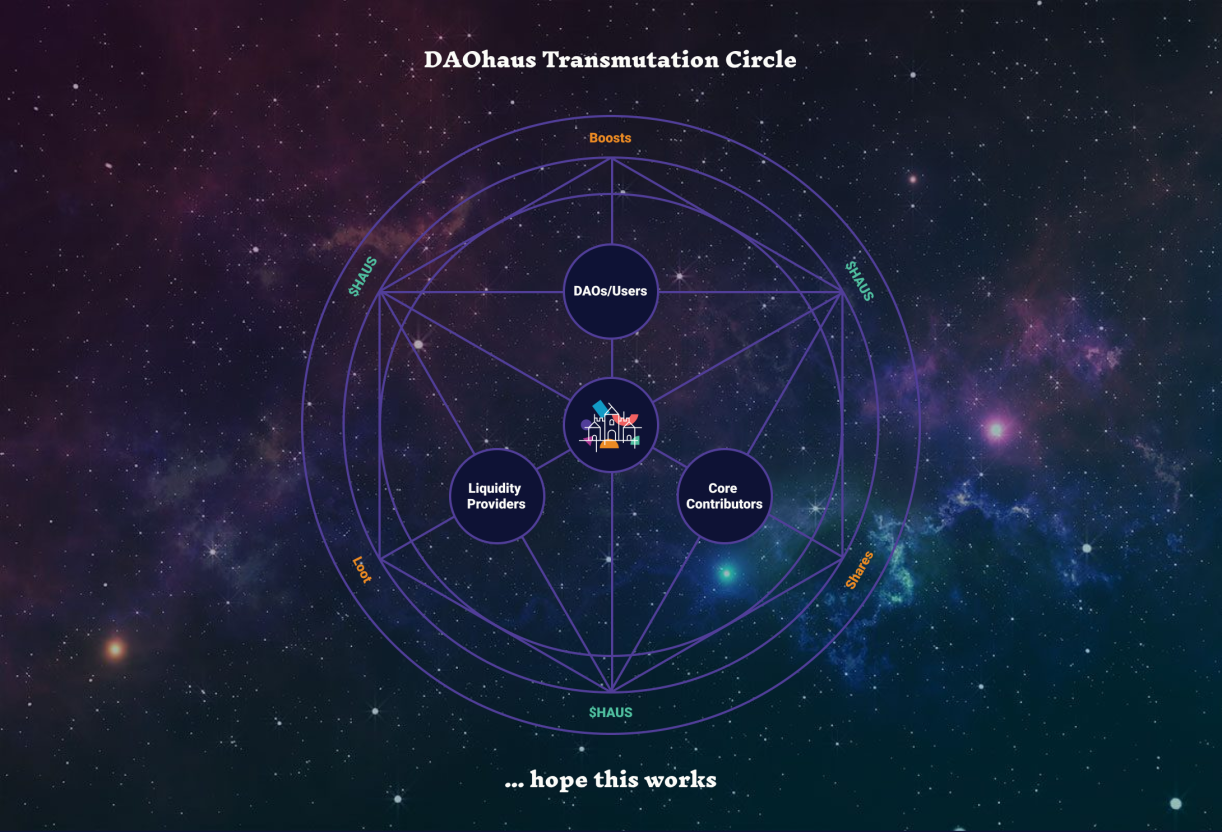 DAOhaus Transmutation Circle
Boosts
$HAUS
$HAUS
DAOs/Users
Liquidity
Providers
Core
Contributors
Loot
Shares
$HAUS
... hope this works